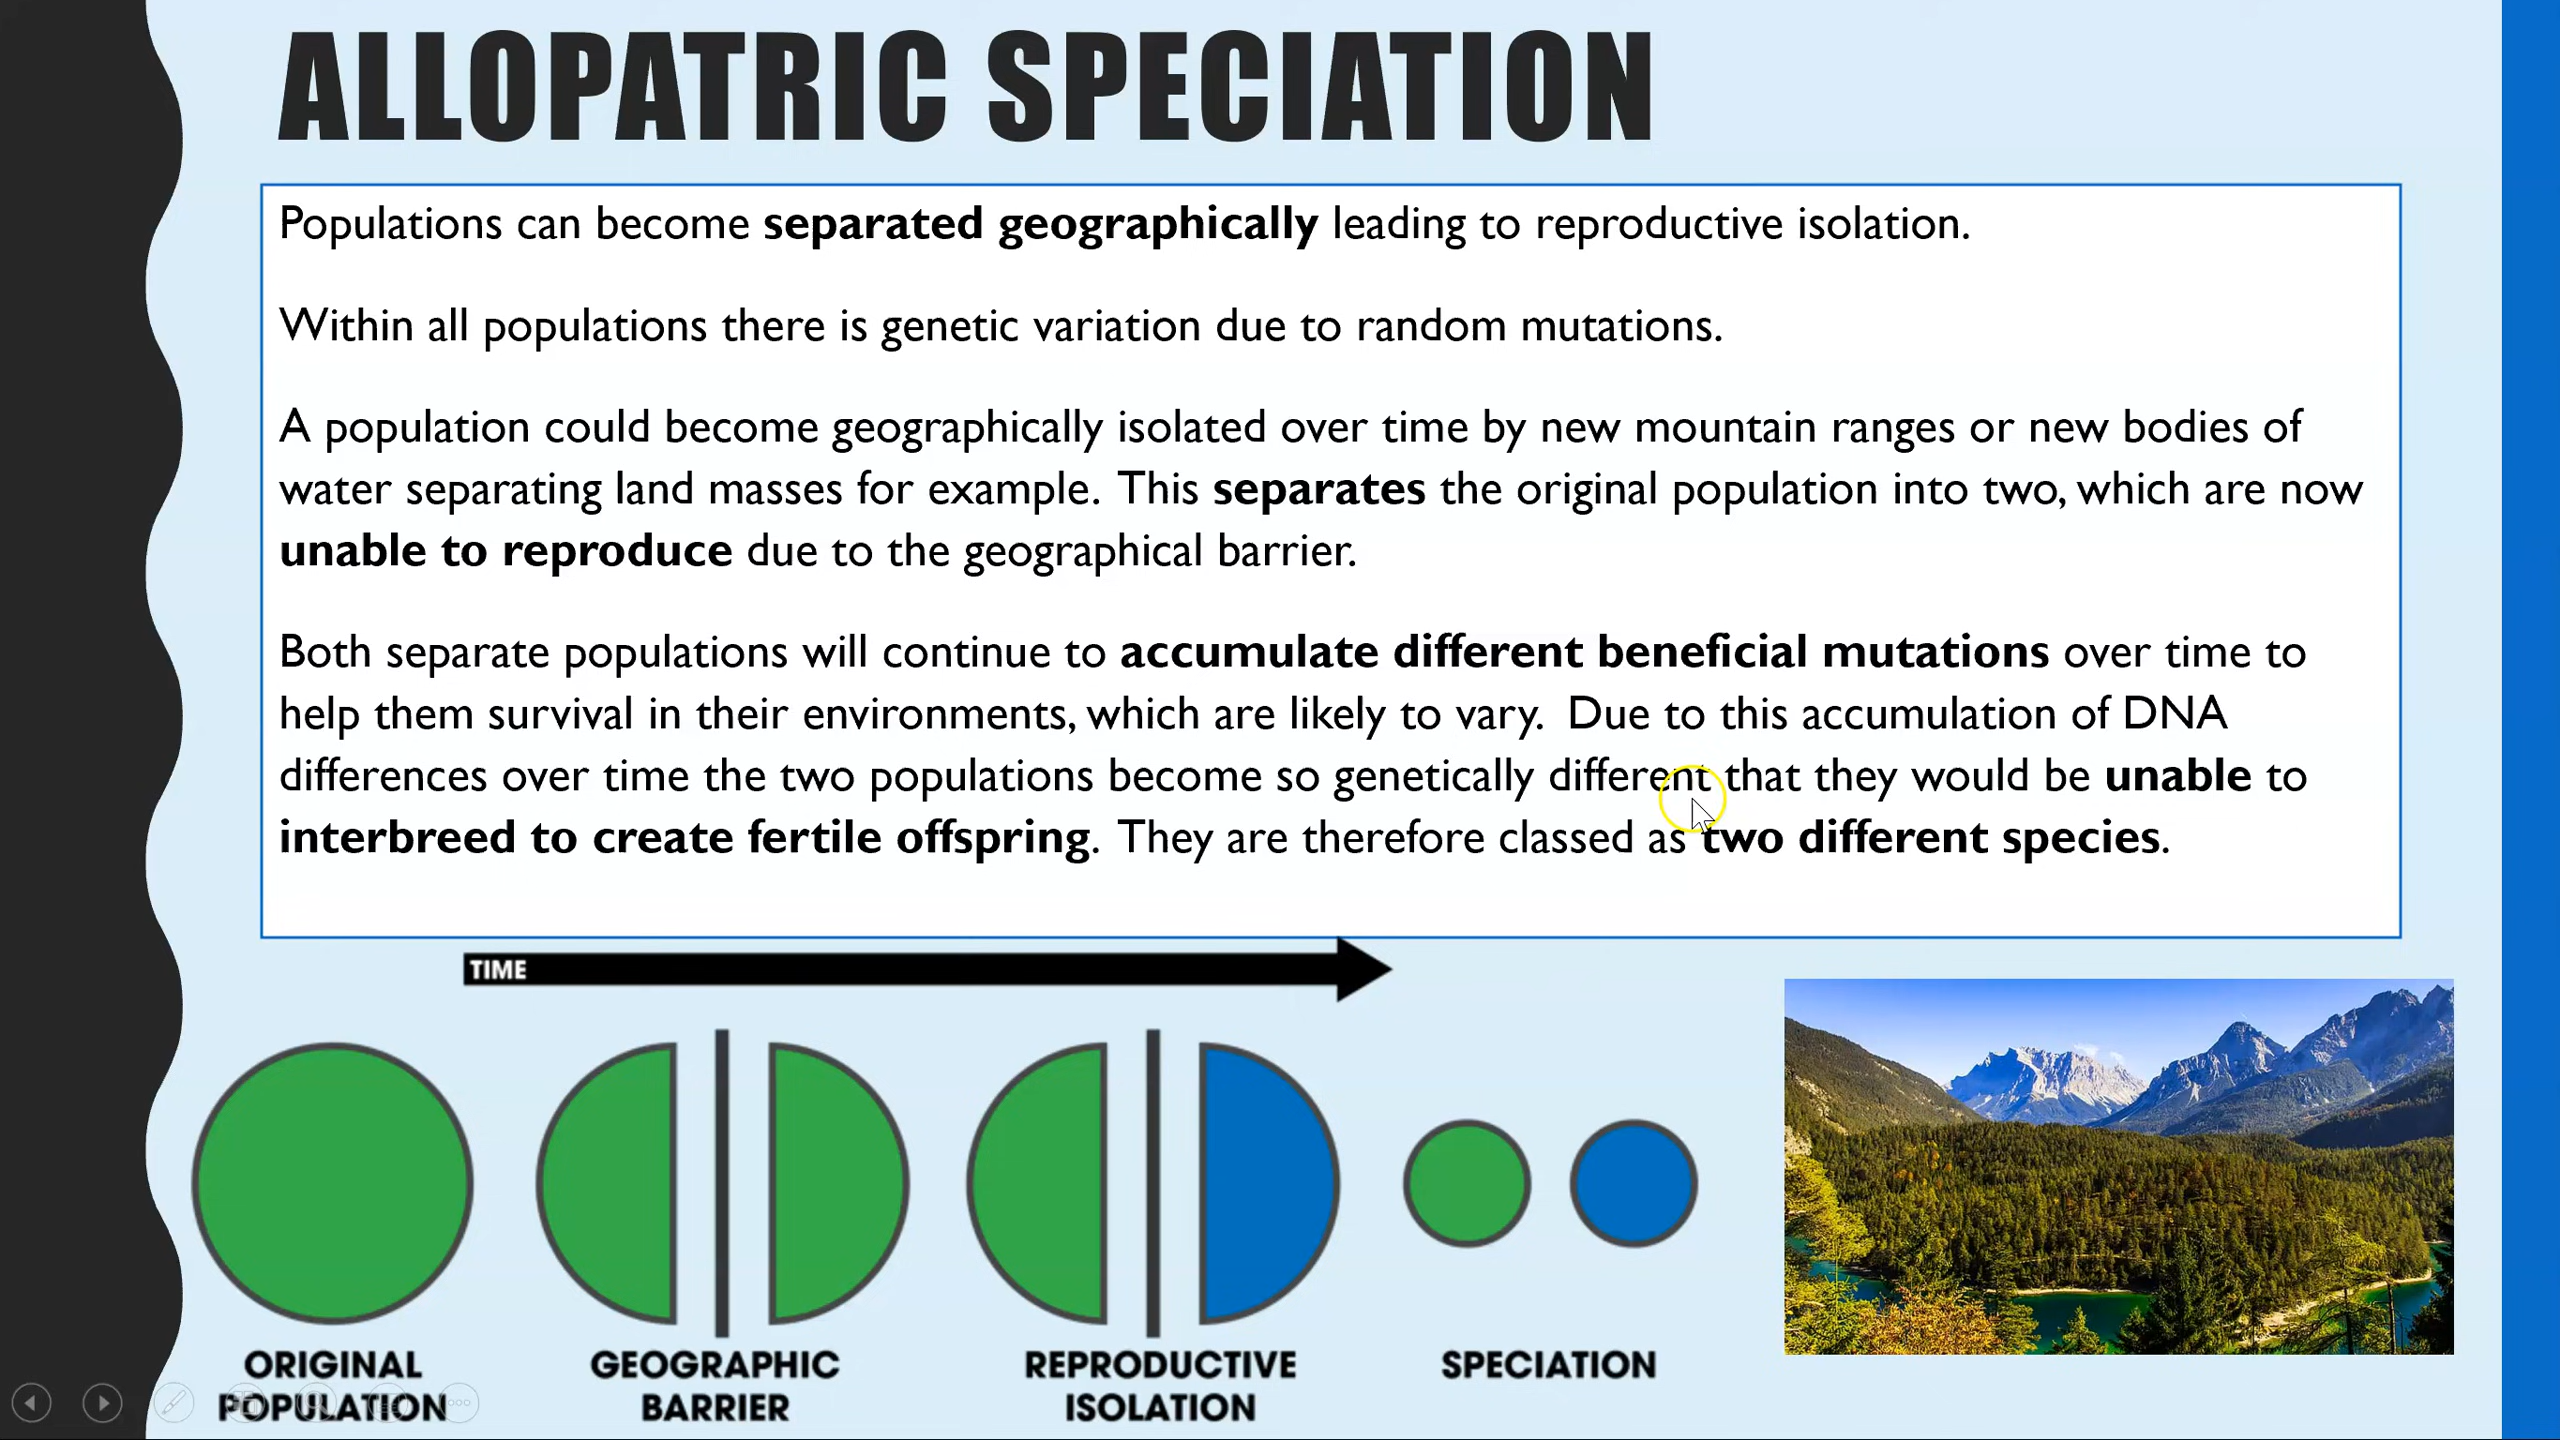 ALLOPATRIC SPECIATION
Populations can become separated geographically leading to reproductive isolation.
Within all populations there is genetic variation due to random mutations.
A population could become geographically isolated over time by new mountain ranges or new bodies of
water separating land masses for example. This separates the original population into two, which are now
unable to reproduce due to the geographical barrier.
Both separate populations will continue to accumulate different beneficial mutations over time to
help them survival in their environments, which are likely to vary. Due to this accumulation of DNA
differences over time the two populations become so genetically different that they would be unable to
interbreed to create fertile offspring. They are therefore classed as two different species.
TIME
ORIGINAL
POPULATION
GEOGRAPHIC
BARRIER
REPRODUCTIVE
ISOLATION
SPECIATION